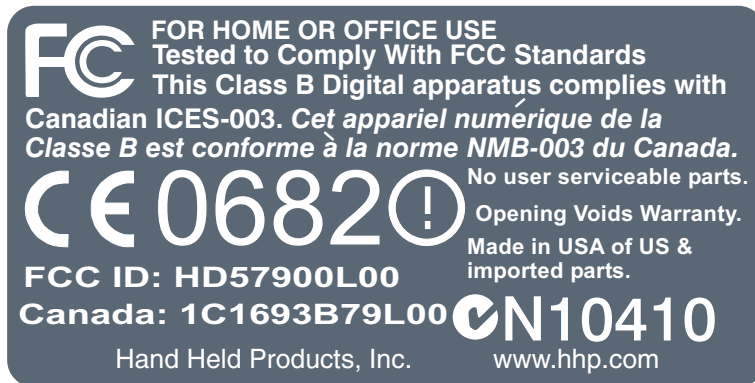 FC FOR HOME OR OFFICE USE
Tested to Comply With FCC Standards
This Class B Digital apparatus complies with
Canadian ICES-003. Cet appariel numérique de la
Classe B est conforme à la norme NMB-003 du Canada.
CE 0682 ! No user serviceable parts.
Opening Voids Warranty.
Made in USA of US &
imported parts.
FCC ID: HD57900L00
Canada: 1C1693B79L00 N10410
Hand Held Products, Inc. www.hhp.com